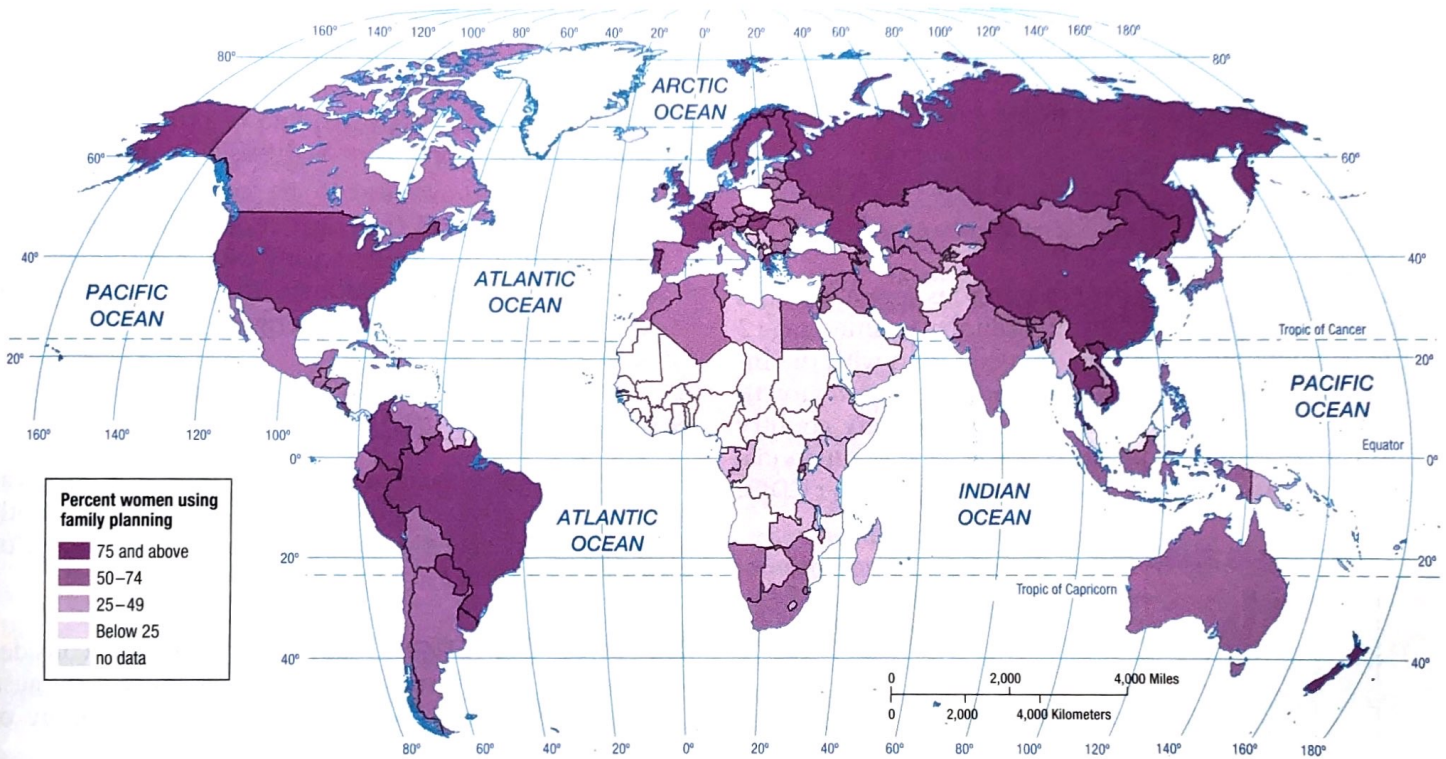 160° 140° 120° 100° 80° 60° 40° 20° 0° 20° 40° 60° 80° 100° 120° 140° 160° 180°
80° 80°
ARCTIC
OCEAN
60° 60°
40° 40°
ATLANTIC
OCEAN
PACIFIC
OCEAN
Tropic of Cancer
20° 20°
PACIFIC
OCEAN
160° 140° 120° 100°
Equator
0° 0°
INDIAN
OCEAN
ATLANTIC
OCEAN
20° 20°
Tropic of Capricorn
40° 40°
Percent women using
family planning
75 and above
50–74
25–49
Below 25
no data
0 2,000 4,000 Miles
0 2,000 4,000 Kilometers
80° 60° 40° 20° 0° 20° 40° 60° 80° 100° 120° 140° 160° 180°